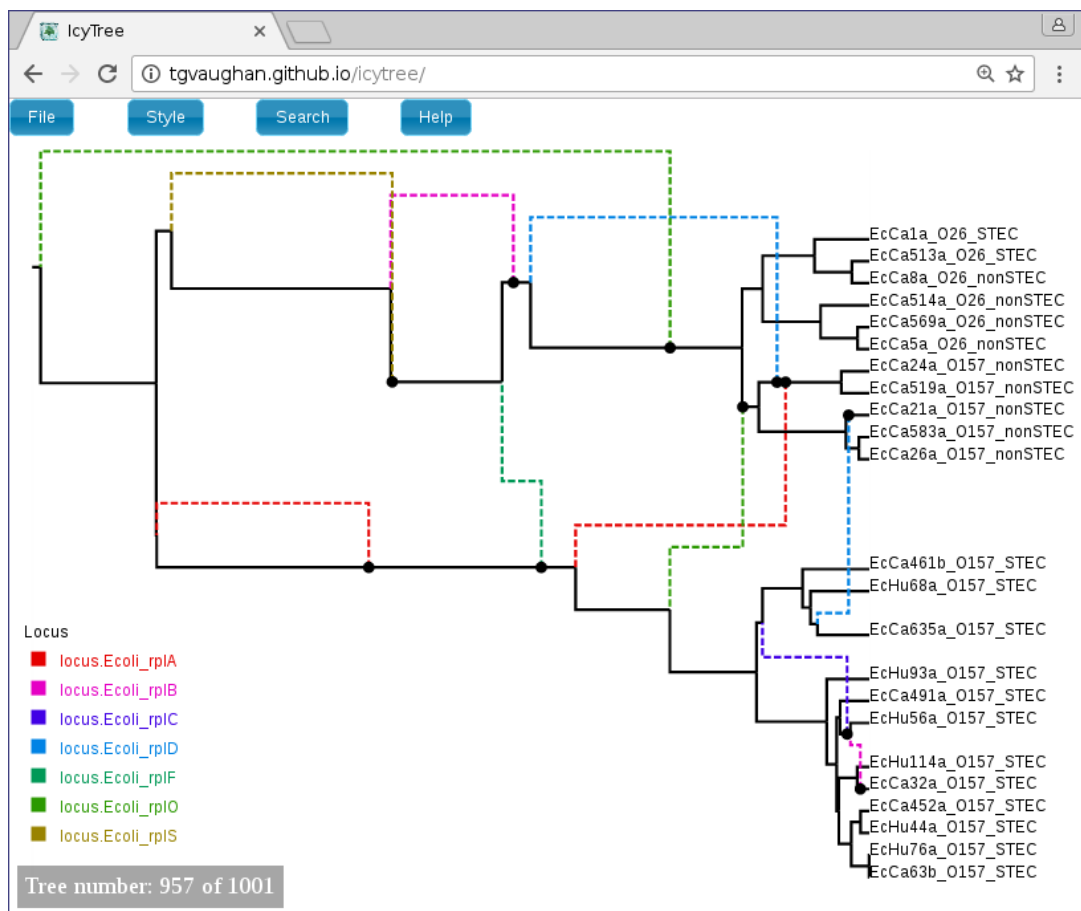 IcyTree
tgvaughan.github.io/icytree/
File Style Search Help
EcCa1a_O26_STEC
EcCa513a_O26_STEC
EcCa8a_O26_nonSTEC
EcCa514a_O26_nonSTEC
EcCa569a_O26_nonSTEC
EcCa5a_O26_nonSTEC
EcCa24a_O157_nonSTEC
EcCa519a_O157_nonSTEC
EcCa21a_O157_nonSTEC
EcCa583a_O157_nonSTEC
EcCa26a_O157_nonSTEC
EcCa461b_O157_STEC
EcHu68a_O157_STEC
EcCa635a_O157_STEC
EcHu93a_O157_STEC
EcCa491a_O157_STEC
EcHu56a_O157_STEC
EcHu114a_O157_STEC
EcCa32a_O157_STEC
EcCa452a_O157_STEC
EcHu44a_O157_STEC
EcHu76a_O157_STEC
EcCa63b_O157_STEC
Locus
locus.Ecoli_rplA
locus.Ecoli_rplB
locus.Ecoli_rplC
locus.Ecoli_rplD
locus.Ecoli_rplF
locus.Ecoli_rplO
locus.Ecoli_rplS
Tree number: 957 of 1001